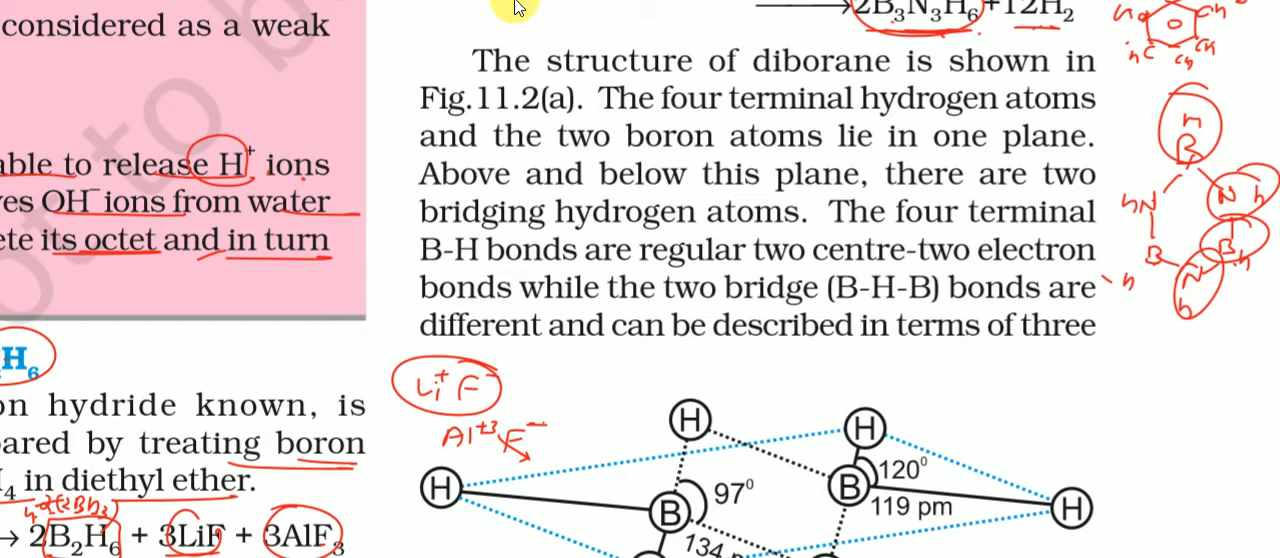 considered as a weak
able to release H⁺ ions
es OH⁻ ions from water
ete its octet and in turn
H₆
on hydride known, is
ared by treating boron
₄ in diethyl ether.
→ 2B₂H₆ + 3LiF + 3AlF₃
⟶2B₃N₃H₆+12H₂
The structure of diborane is shown in
Fig.11.2(a). The four terminal hydrogen atoms
and the two boron atoms lie in one plane.
Above and below this plane, there are two
bridging hydrogen atoms. The four terminal
B-H bonds are regular two centre-two electron
bonds while the two bridge (B-H-B) bonds are
different and can be described in terms of three
Li⁺ F⁻
Al⁺³ F⁻
H
H
H
B
97⁰
B
120⁰
119 pm
H
134
h
B
hN
N h
B
B h
h
N
h